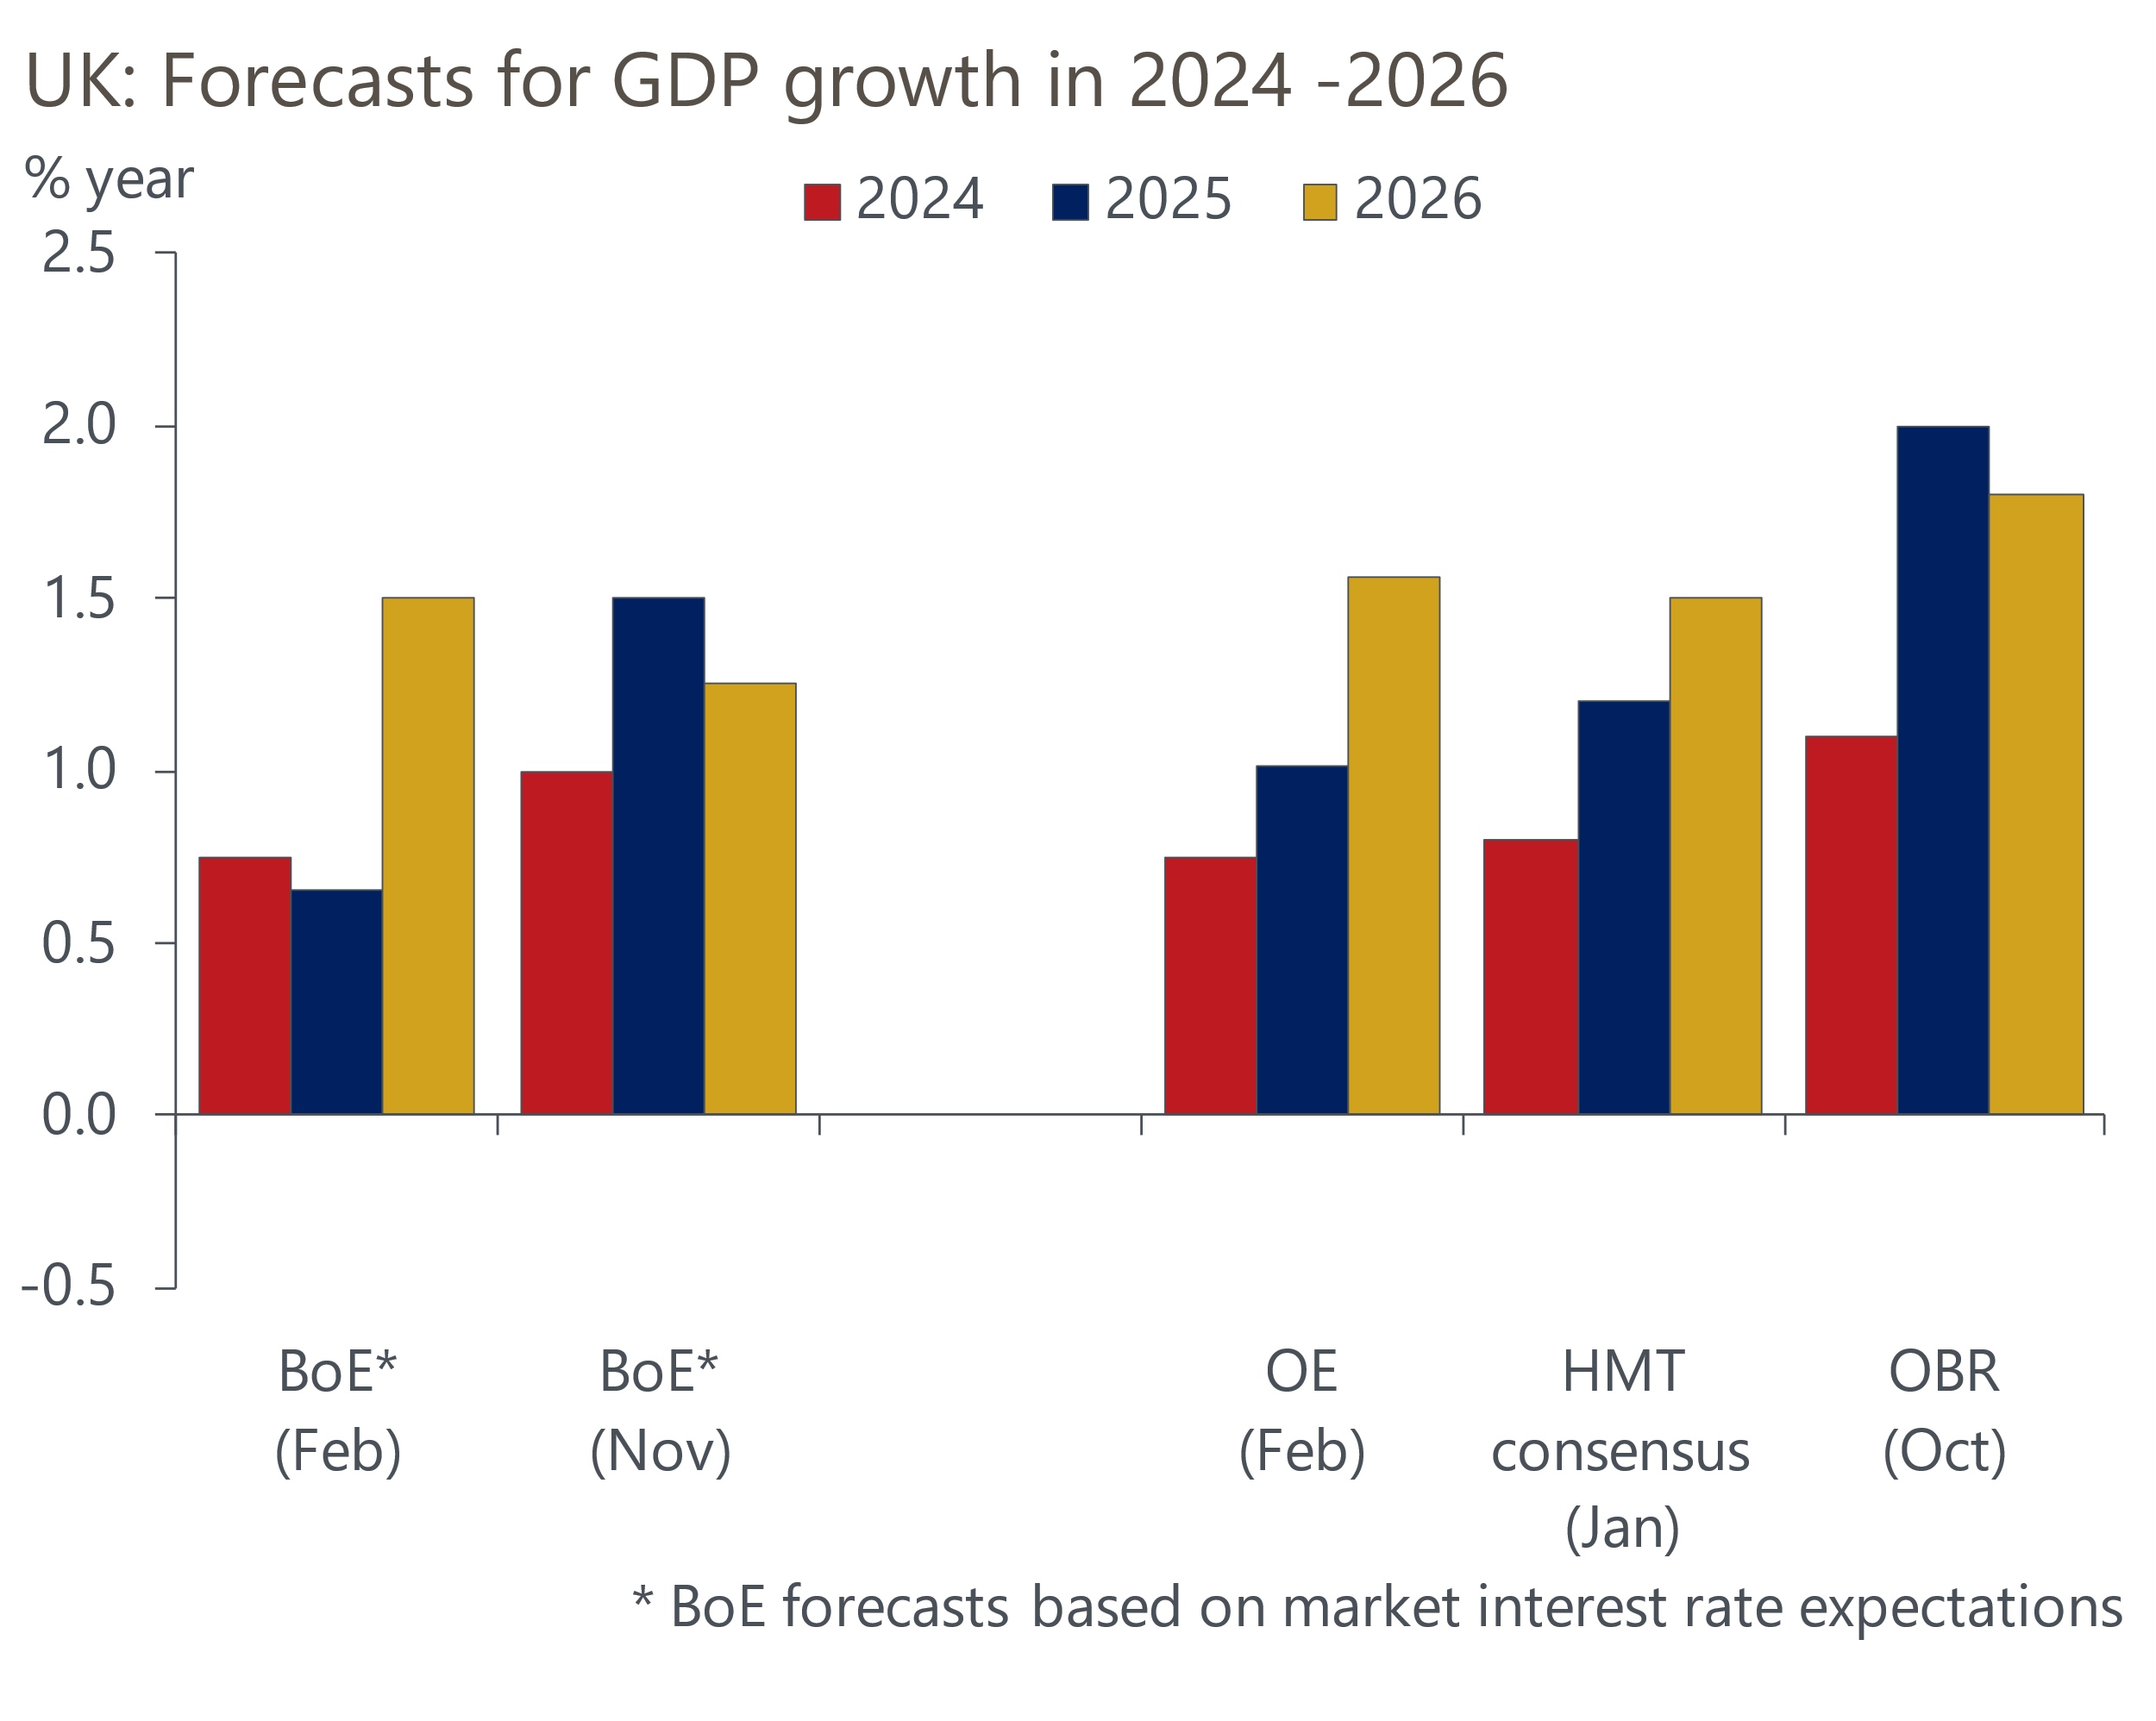 UK: Forecasts for GDP growth in 2024 -2026
% year
2024 2025 2026
2.5
2.0
1.5
1.0
0.5
0.0
-0.5
BoE* BoE* OE HMT OBR
(Feb) (Nov) (Feb) consensus (Oct)
(Jan)
* BoE forecasts based on market interest rate expectations